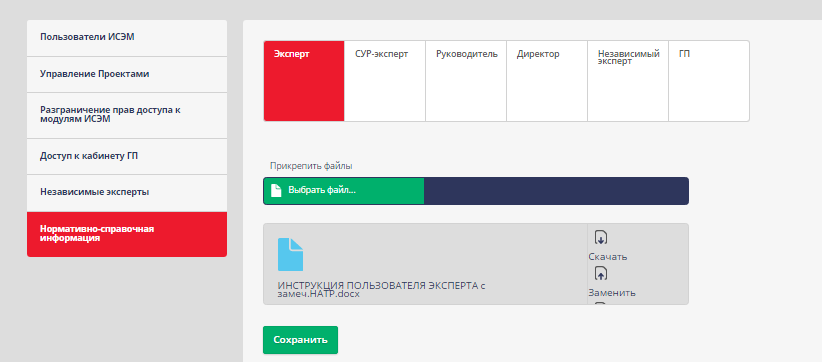 Пользователи ИСЭМ
Управление Проектами
Разграничение прав доступа к
модулям ИСЭМ
Доступ к кабинету ГП
Независимые эксперты
Нормативно-справочная
информация
Эксперт
СУР-эксперт
Руководитель
Директор
Независимый
эксперт
ГП
Прикрепить файлы
Выбрать файл...
ИНСТРУКЦИЯ ПОЛЬЗОВАТЕЛЯ ЭКСПЕРТА с
замеч.НАТР.docx
Скачать
Заменить
Сохранить